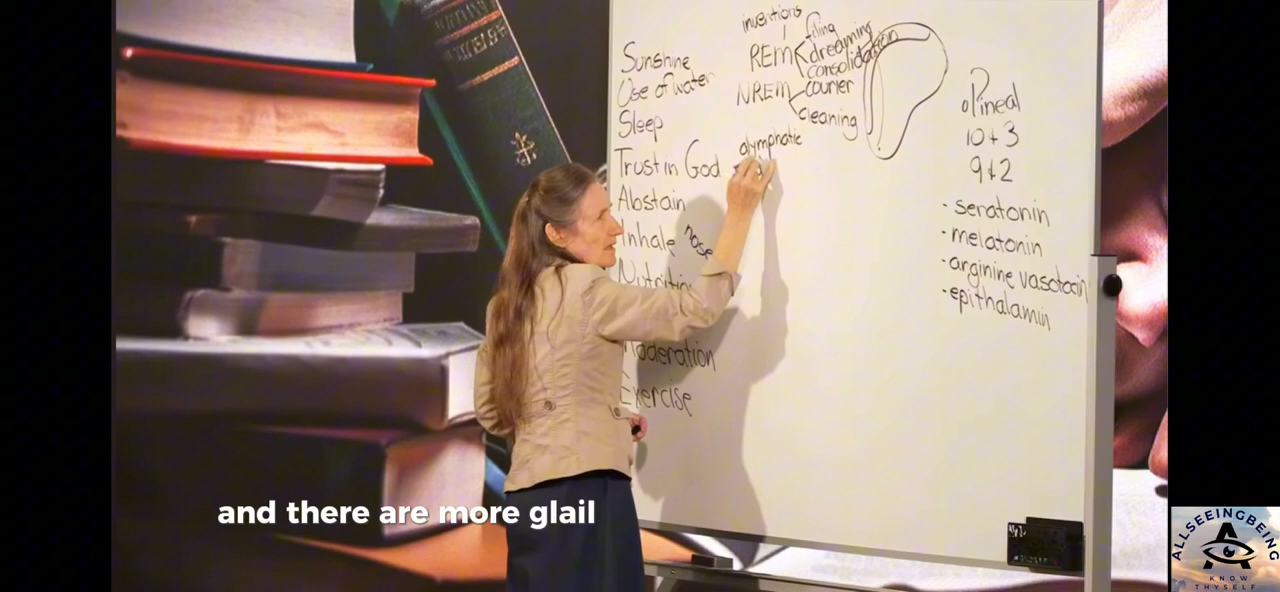 inventions
REM
filing
dreaming
consolidation
NREM
courier
cleaning
glymphatic
Sunshine
Use of water
Sleep
Trust in God
Abstain
Inhale nose
Nutrition
Moderation
Exercise
Pineal
10 + 3
9 & 2
- seratonin
- melatonin
- arginine vasotocin
- epithalamin
and there are more glail
ALLSEEINGBEING
KNOW
THYSELF